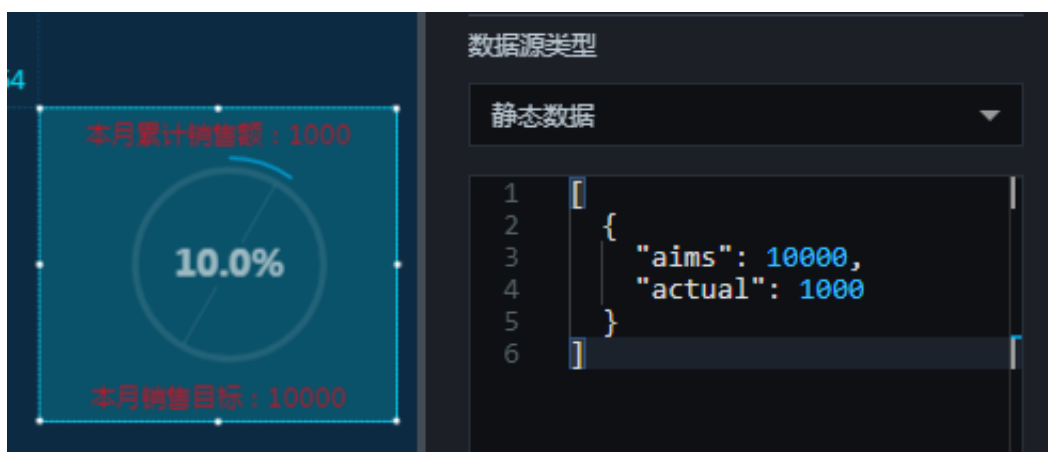 64
本月累计销售额：1000
10.0%
本月销售目标：10000
数据源类型
静态数据
1 [
2 {
3 "aims": 10000,
4 "actual": 1000
5 }
6 ]